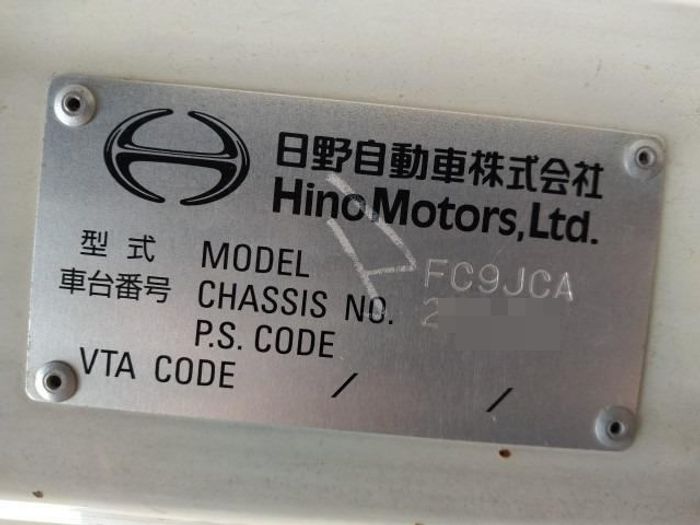 日野自動車株式会社
Hino Motors, Ltd.
型式 MODEL FC9JCA
車台番号 CHASSIS NO. 2
P.S. CODE
VTA CODE / /